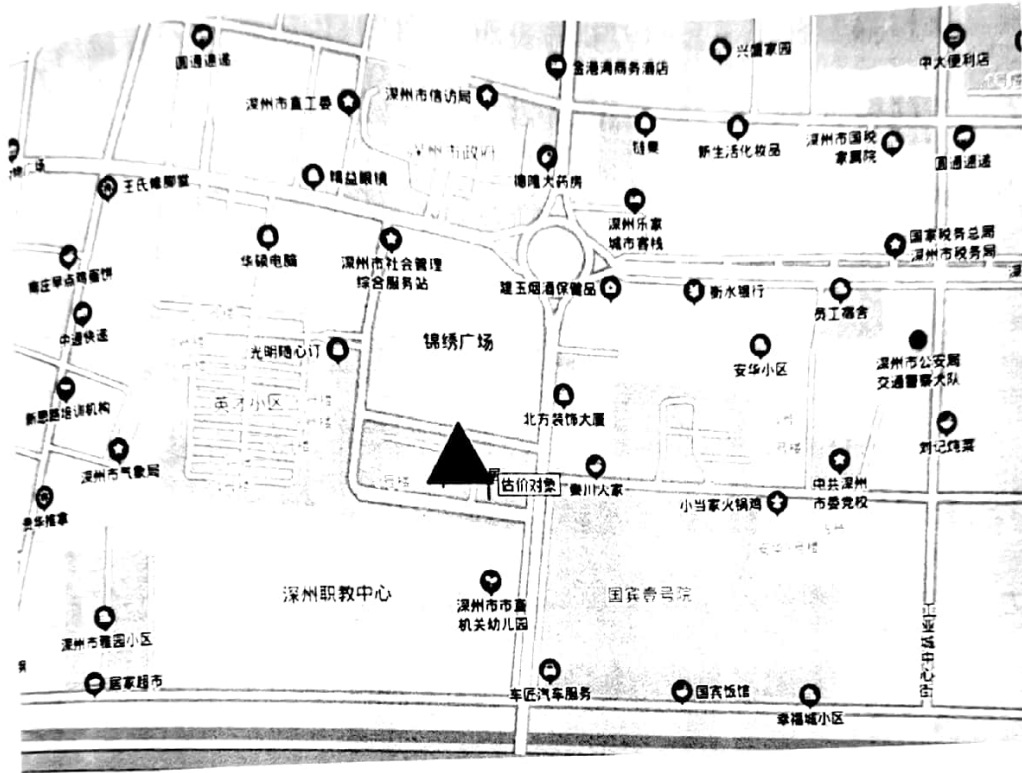 圆通速递
金港湾商务酒店
兴盛家园
中大便利店
深州市直工委
深州市信访局
深州市政府
新生活化妆品
深州市国税
家属院
圆通速递
精益眼镜
德隆大药房
王氏修脚堂
深州乐家
城市客栈
国家税务总局
深州市税务局
华硕电脑
深州市社会管理
综合服务站
建玉烟酒保健品
衡水银行
员工宿舍
中通快递
锦绣广场
光明随心订
安华小区
深州市公安局
交通警察大队
英才小区
新思路培训机构
北方装饰大厦
刘记炖菜
深州市气象局
估价对象
秦川人家
小当家火锅鸡
中共深州
市委党校
深州职教中心
深州市市直
机关幼儿园
国宾壹号院
深州市雅园小区
居家超市
车匠汽车服务
国宾饭馆
幸福城小区